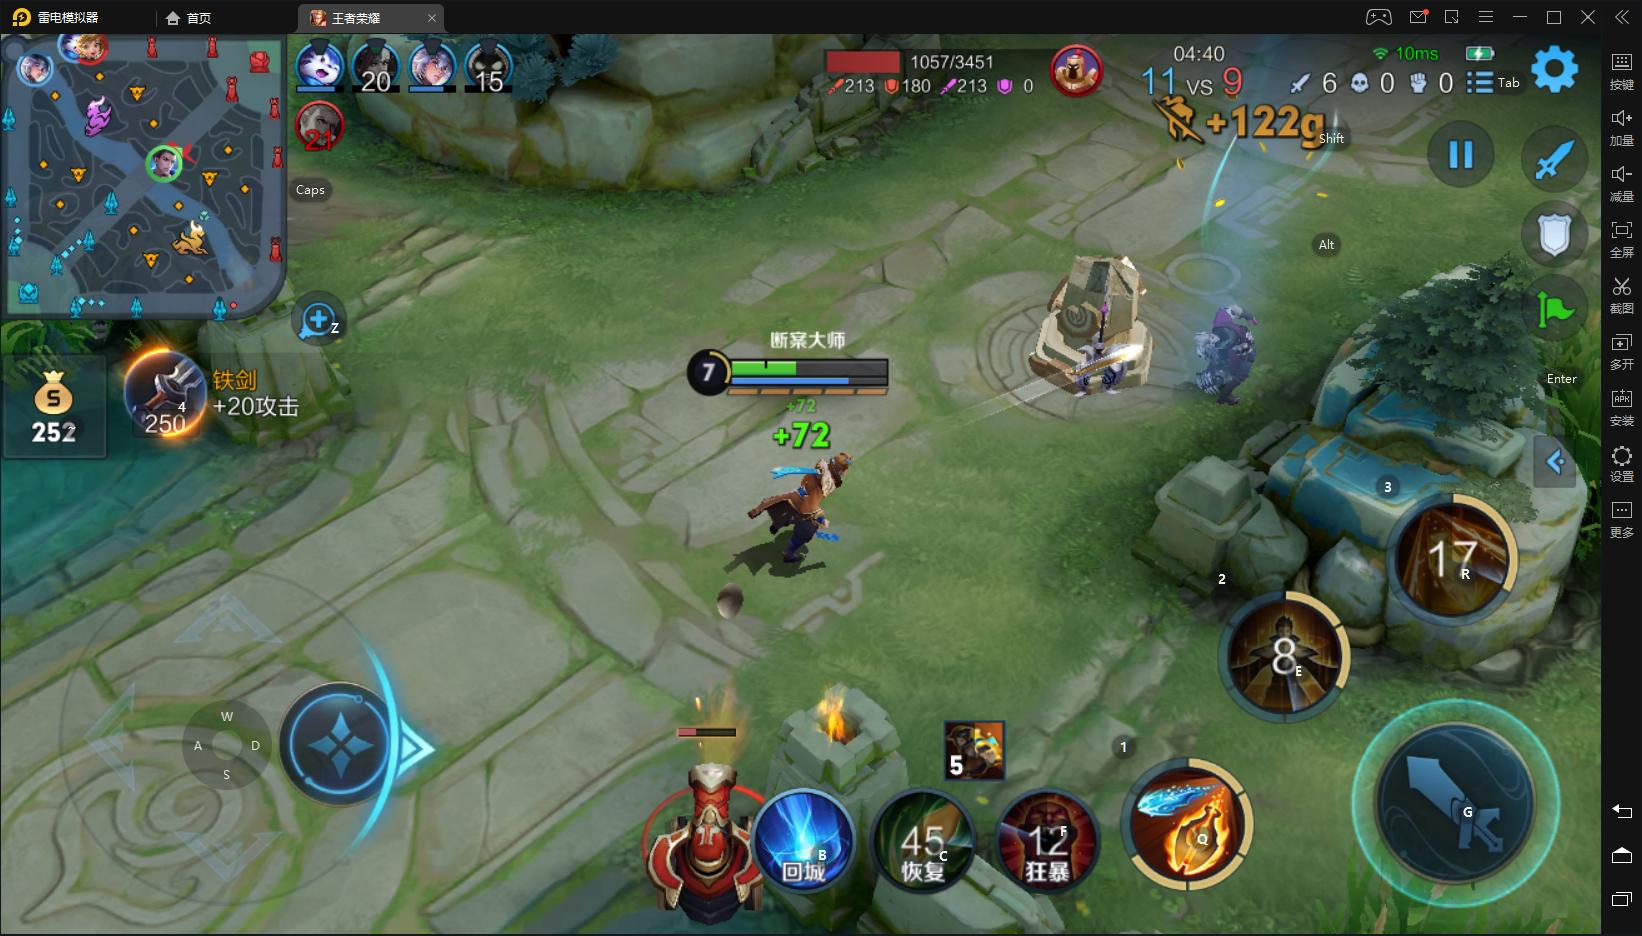 雷电模拟器
首页
王者荣耀
20
15
21
Caps
1057/3451
213
180
213
0
04:40
11 VS 9
10ms
6
0
0
Tab
+122g
Shift
Alt
Enter
Z
断案大师
7
+72
+72
252
铁剑
+20攻击
4
250
W
A
D
S
5
B
回城
45
C
恢复
12
F
狂暴
1
Q
2
8
E
3
17
R
G
按键
加量
减量
全屏
截图
多开
APK
安装
设置
更多